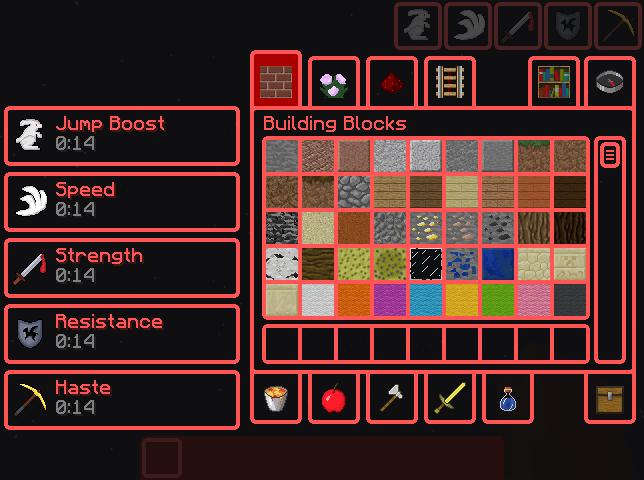 Building Blocks
Jump Boost
0:14
Speed
0:14
Strength
0:14
Resistance
0:14
Haste
0:14